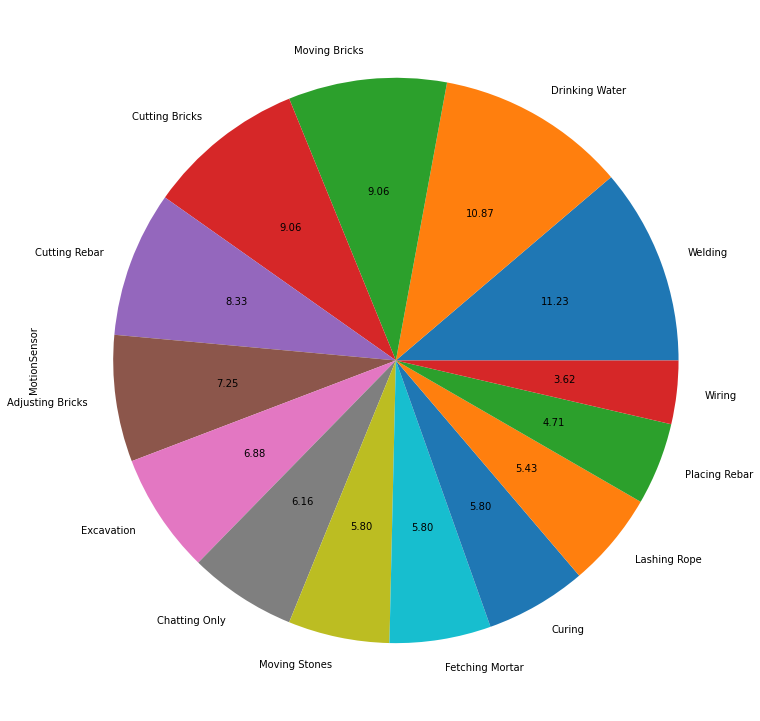 Moving Bricks
Drinking Water
Cutting Bricks
9.06
10.87
9.06
Cutting Rebar
Welding
8.33
11.23
MotionSensor
Adjusting Bricks
7.25
3.62
Wiring
6.88
4.71
5.43
Placing Rebar
6.16
5.80
5.80
5.80
Excavation
Lashing Rope
Chatting Only
Curing
Moving Stones
Fetching Mortar